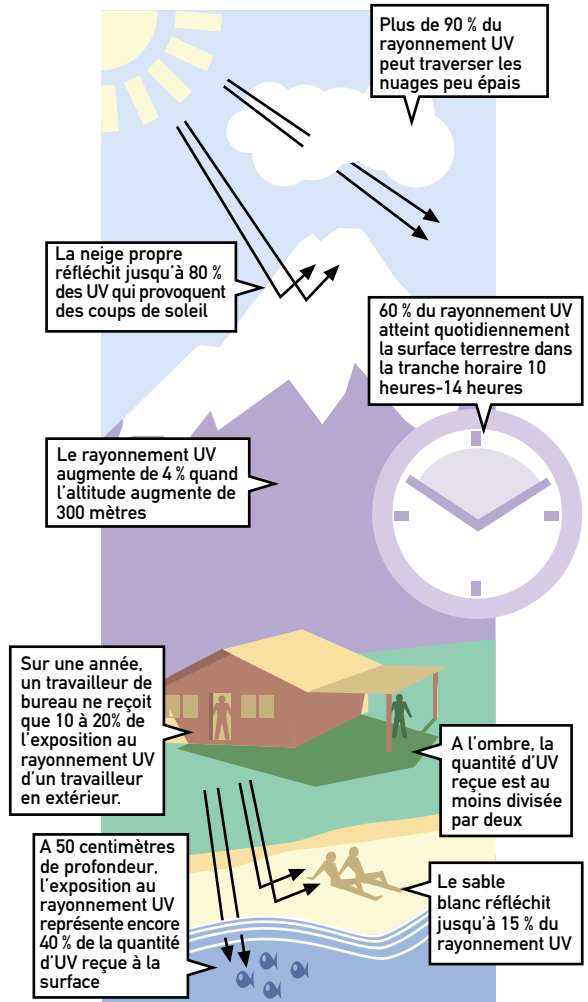 Plus de 90 % du
rayonnement UV
peut traverser les
nuages peu épais
La neige propre
réfléchit jusqu'à 80 %
des UV qui provoquent
des coups de soleil
60 % du rayonnement UV
atteint quotidiennement
la surface terrestre dans
la tranche horaire 10
heures-14 heures
Le rayonnement UV
augmente de 4 % quand
l'altitude augmente de
300 mètres
Sur une année,
un travailleur de
bureau ne reçoit
que 10 à 20% de
l'exposition au
rayonnement UV
d'un travailleur
en extérieur.
A l'ombre, la
quantité d'UV
reçue est au
moins divisée
par deux
A 50 centimètres
de profondeur,
l'exposition au
rayonnement UV
représente encore
40 % de la quantité
d'UV reçue à la
surface
Le sable
blanc réfléchit
jusqu'à 15 % du
rayonnement UV